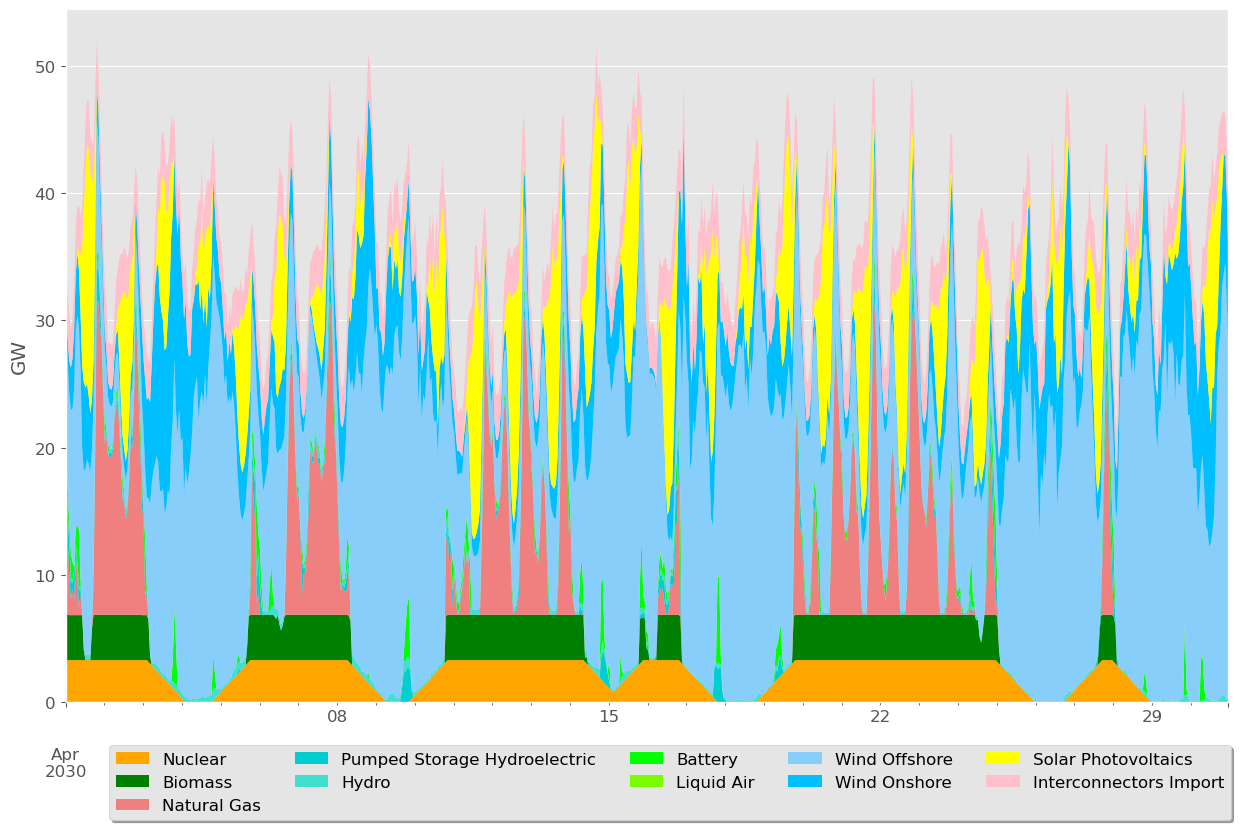 50
40
30
20
10
0
GW
08
15
22
29
Apr
2030
Nuclear
Biomass
Natural Gas
Pumped Storage Hydroelectric
Hydro
Battery
Liquid Air
Wind Offshore
Wind Onshore
Solar Photovoltaics
Interconnectors Import